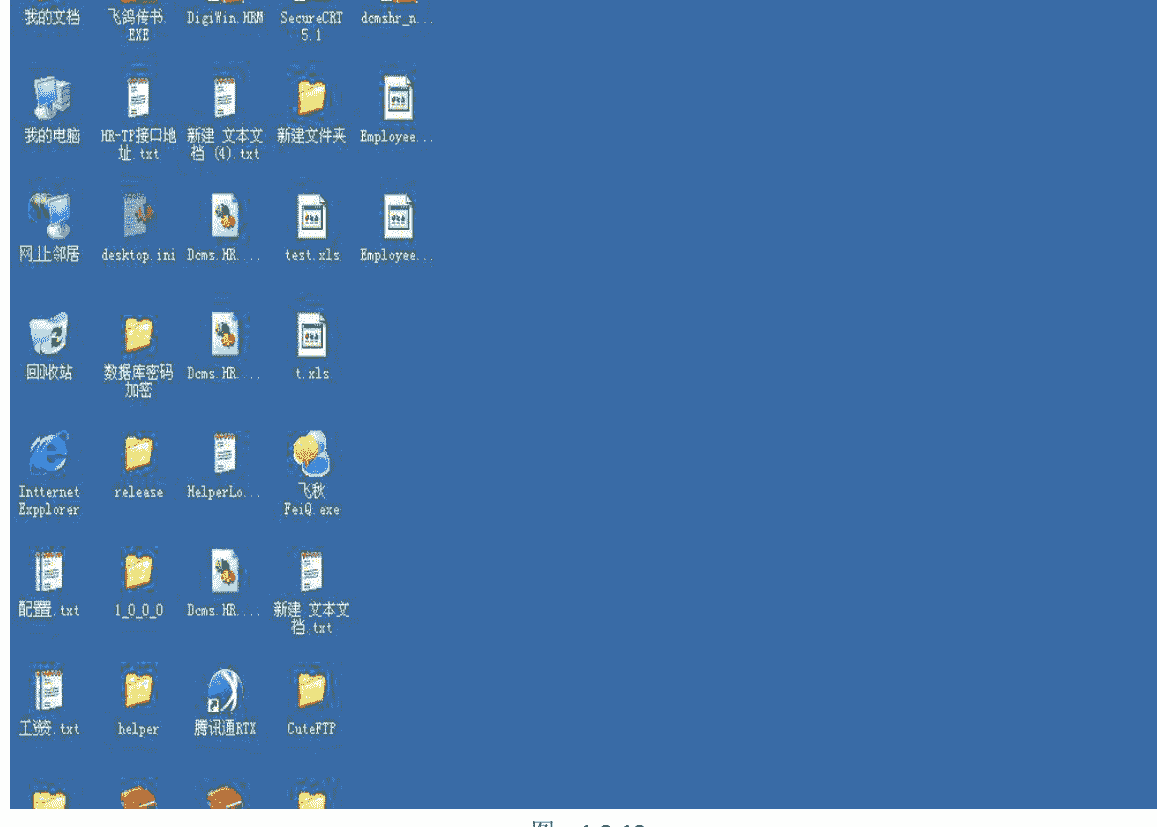 我的文档
飞鸽传书.
EXE
DigiWin.HRM
SecureCRT
5.1
dcmshr_n...
我的电脑
HR-TP接口地
址.txt
新建 文本文
档 (4).txt
新建文件夹
Employee...
网上邻居
desktop.ini
Dcms.HR....
test.xls
Employee...
回收站
数据库密码
加密
Dcms.HR....
t.xls
Intternet
Expplorer
release
HelperLo...
飞秋
FeiQ.exe
配置.txt
1_0_0_0
Dcms.HR....
新建 文本文
档.txt
工资.txt
helper
腾讯通RTX
CuteFTP